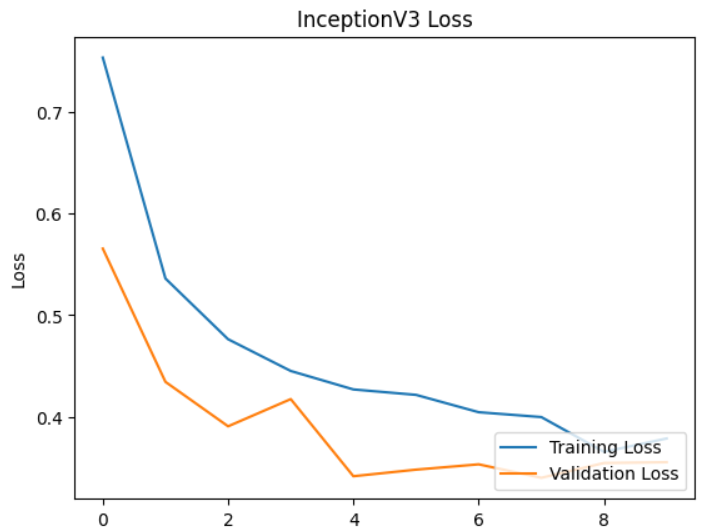 InceptionV3 Loss
Loss
0.7
0.6
0.5
0.4
Training Loss
Validation Loss
0 2 4 6 8